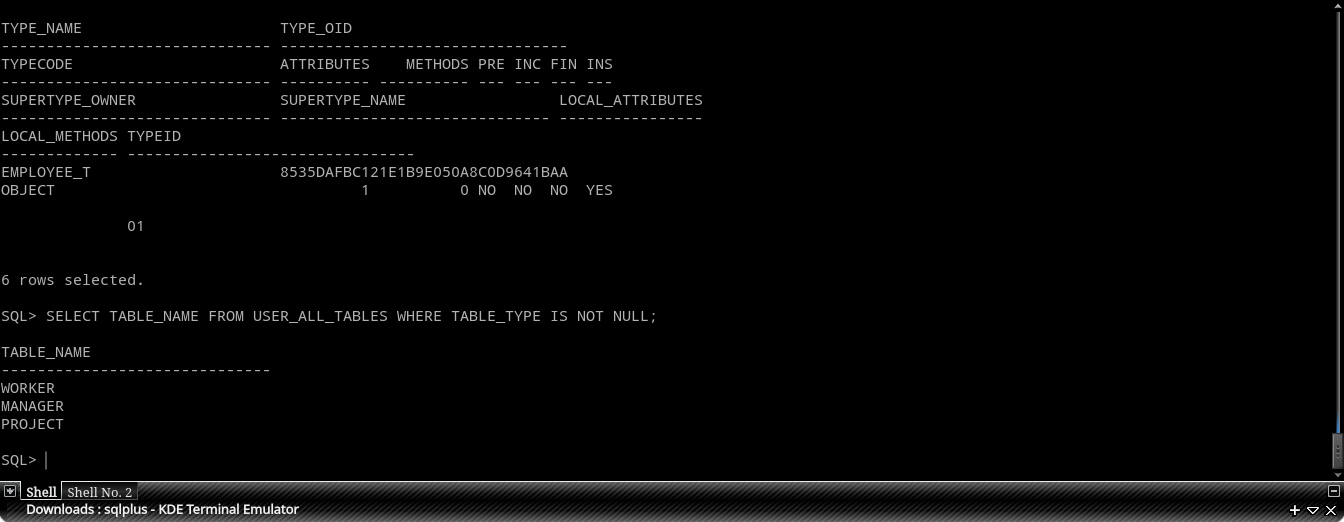 TYPE_NAME                      TYPE_OID
------------------------------ --------------------------------
TYPECODE                       ATTRIBUTES    METHODS PRE INC FIN INS
------------------------------ ---------- ---------- --- --- --- ---
SUPERTYPE_OWNER                SUPERTYPE_NAME                 LOCAL_ATTRIBUTES
------------------------------ ------------------------------ ----------------
LOCAL_METHODS TYPEID
------------- --------------------------------
EMPLOYEE_T                     8535DAFBC121E1B9E050A8C0D9641BAA
OBJECT                                  1          0 NO  NO  NO  YES
              01
6 rows selected.
SQL> SELECT TABLE_NAME FROM USER_ALL_TABLES WHERE TABLE_TYPE IS NOT NULL;
TABLE_NAME
------------------------------
WORKER
MANAGER
PROJECT
SQL>
Shell Shell No. 2
Downloads : sqlplus - KDE Terminal Emulator